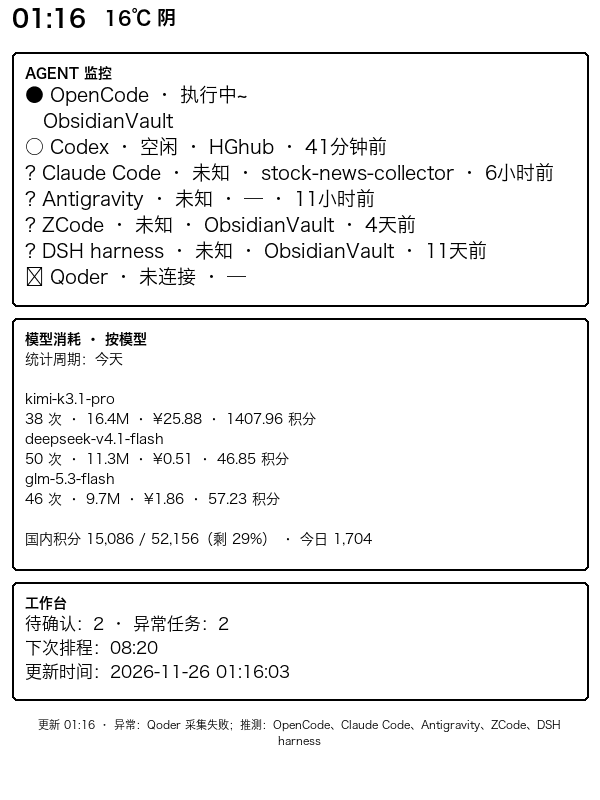 01:16 16℃ 阴
AGENT 监控
● OpenCode · 执行中~
ObsidianVault
○ Codex · 空闲 · HGhub · 41分钟前
? Claude Code · 未知 · stock-news-collector · 6小时前
? Antigravity · 未知 · — · 11小时前
? ZCode · 未知 · ObsidianVault · 4天前
? DSH harness · 未知 · ObsidianVault · 11天前
☒ Qoder · 未连接 · —
模型消耗 · 按模型
统计周期：今天
kimi-k3.1-pro
38 次 · 16.4M · ¥25.88 · 1407.96 积分
deepseek-v4.1-flash
50 次 · 11.3M · ¥0.51 · 46.85 积分
glm-5.3-flash
46 次 · 9.7M · ¥1.86 · 57.23 积分
国内积分 15,086 / 52,156（剩 29%） · 今日 1,704
工作台
待确认：2 · 异常任务：2
下次排程：08:20
更新时间：2026-11-26 01:16:03
更新 01:16 · 异常：Qoder 采集失败；推测：OpenCode、Claude Code、Antigravity、ZCode、DSH
harness